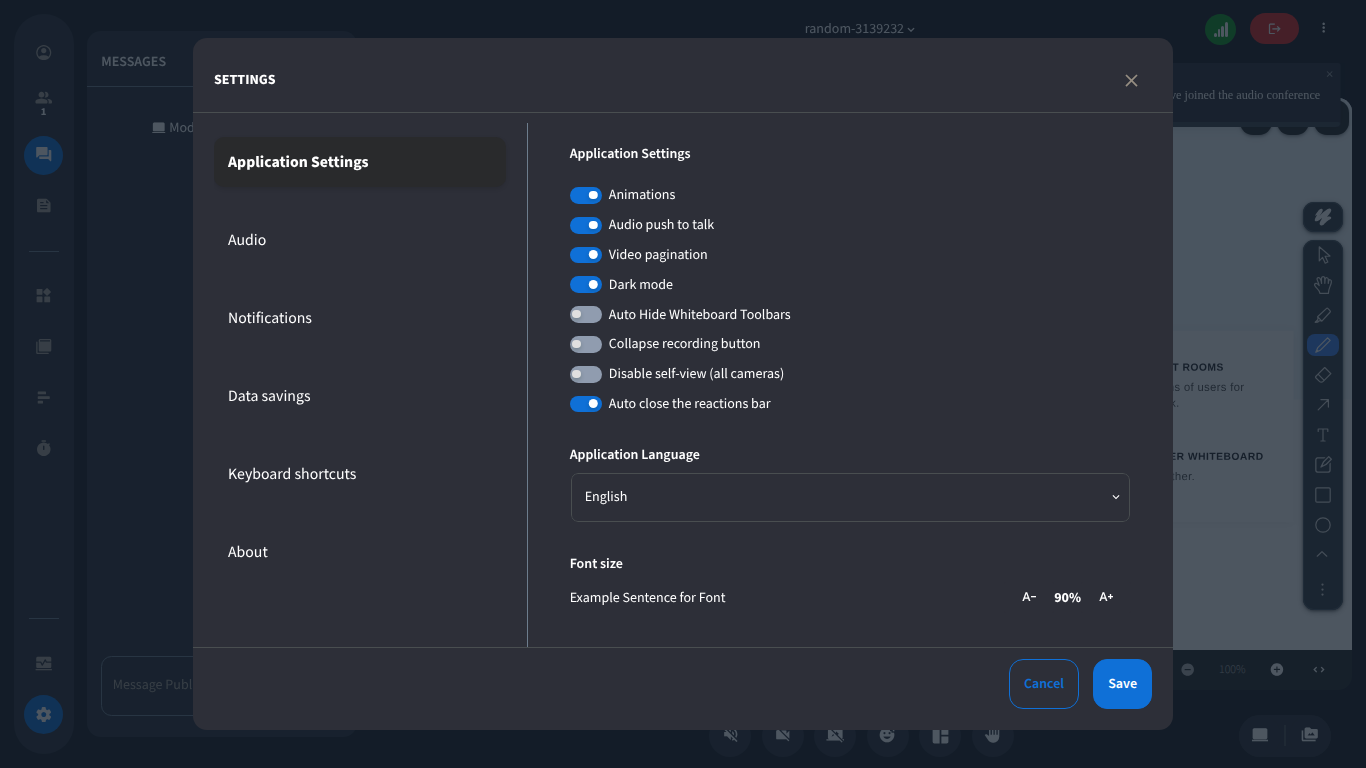 random-3139232
MESSAGES
1
Mod
SETTINGS
've joined the audio conference
Application Settings
Audio
Notifications
Data savings
Keyboard shortcuts
About
Application Settings
Animations
Audio push to talk
Video pagination
Dark mode
Auto Hide Whiteboard Toolbars
Collapse recording button
Disable self-view (all cameras)
Auto close the reactions bar
Application Language
English
Font size
Example Sentence for Font
A− 90% A+
Cancel Save
T ROOMS
s of users for
ER WHITEBOARD
ther.
Message Publ
100%